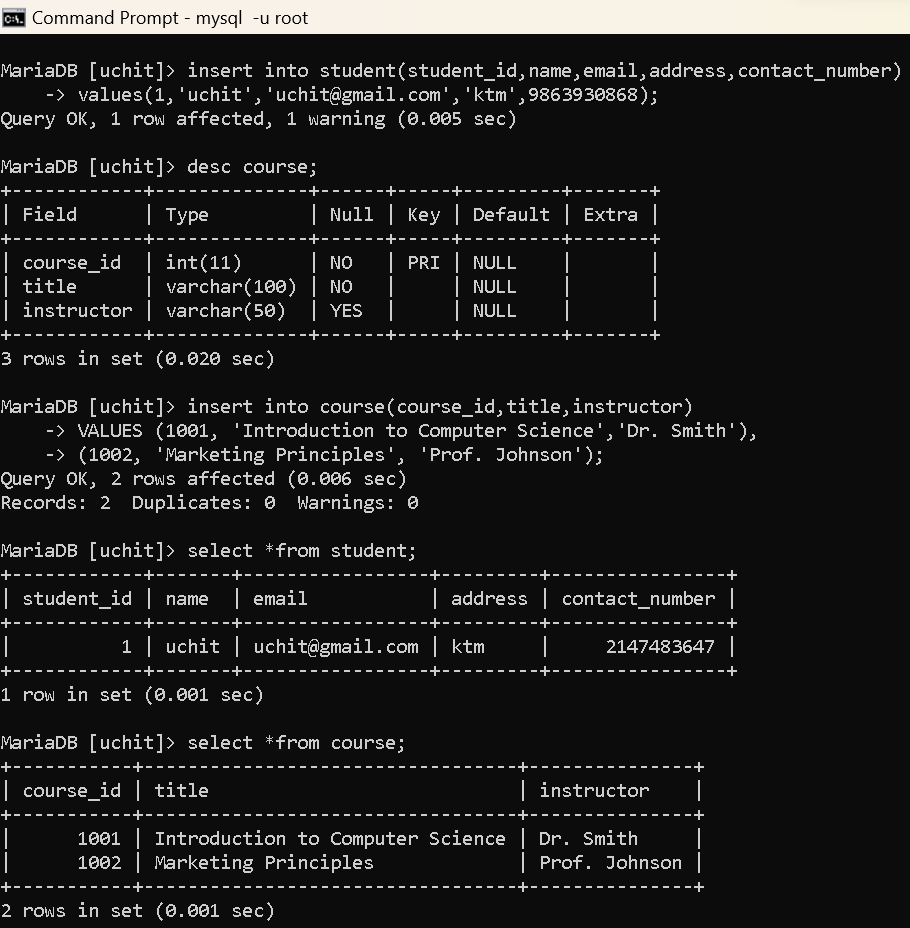 Command Prompt - mysql  -u root
MariaDB [uchit]> insert into student(student_id,name,email,address,contact_number)
    -> values(1,'uchit','uchit@gmail.com','ktm',9863930868);
Query OK, 1 row affected, 1 warning (0.005 sec)

MariaDB [uchit]> desc course;
+------------+--------------+------+-----+---------+-------+
| Field      | Type         | Null | Key | Default | Extra |
+------------+--------------+------+-----+---------+-------+
| course_id  | int(11)      | NO   | PRI | NULL    |       |
| title      | varchar(100) | NO   |     | NULL    |       |
| instructor | varchar(50)  | YES  |     | NULL    |       |
+------------+--------------+------+-----+---------+-------+
3 rows in set (0.020 sec)

MariaDB [uchit]> insert into course(course_id,title,instructor)
    -> VALUES (1001, 'Introduction to Computer Science','Dr. Smith'),
    -> (1002, 'Marketing Principles', 'Prof. Johnson');
Query OK, 2 rows affected (0.006 sec)
Records: 2  Duplicates: 0  Warnings: 0

MariaDB [uchit]> select *from student;
+------------+-------+-----------------+---------+----------------+
| student_id | name  | email           | address | contact_number |
+------------+-------+-----------------+---------+----------------+
|          1 | uchit | uchit@gmail.com | ktm     |     2147483647 |
+------------+-------+-----------------+---------+----------------+
1 row in set (0.001 sec)

MariaDB [uchit]> select *from course;
+-----------+----------------------------------+---------------+
| course_id | title                            | instructor    |
+-----------+----------------------------------+---------------+
|      1001 | Introduction to Computer Science | Dr. Smith     |
|      1002 | Marketing Principles             | Prof. Johnson |
+-----------+----------------------------------+---------------+
2 rows in set (0.001 sec)